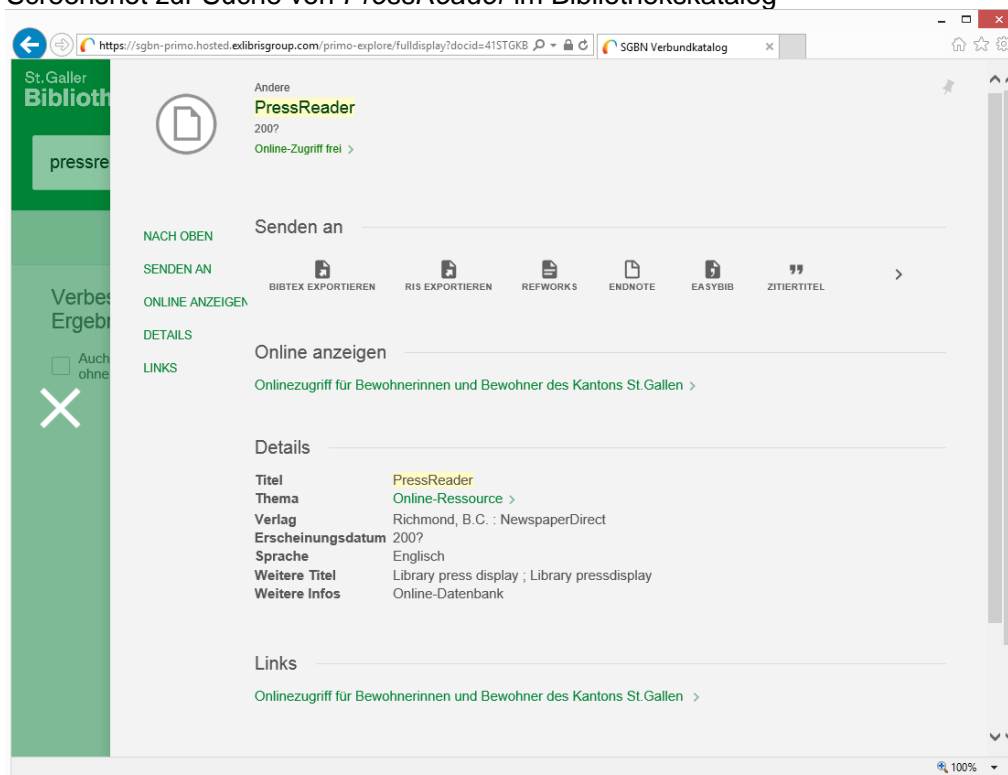 Screenshot zur Suche von PressReader im Bibliothekskatalog
https://sgbn-primo.hosted.exlibrisgroup.com/primo-explore/fulldisplay?docid=41STGKB
SGBN Verbundkatalog
St.Galler
Biblioth
pressre
Verbes
Ergebn
Auch
ohne
Andere
PressReader
200?
Online-Zugriff frei
NACH OBEN
SENDEN AN
ONLINE ANZEIGEN
DETAILS
LINKS
Senden an
BIBTEX EXPORTIEREN RIS EXPORTIEREN REFWORKS ENDNOTE EASYBIB ZITIERTITEL
Online anzeigen
Onlinezugriff für Bewohnerinnen und Bewohner des Kantons St.Gallen
Details
Titel PressReader
Thema Online-Ressource
Verlag Richmond, B.C. : NewspaperDirect
Erscheinungsdatum 200?
Sprache Englisch
Weitere Titel Library press display ; Library pressdisplay
Weitere Infos Online-Datenbank
Links
Onlinezugriff für Bewohnerinnen und Bewohner des Kantons St.Gallen
100%